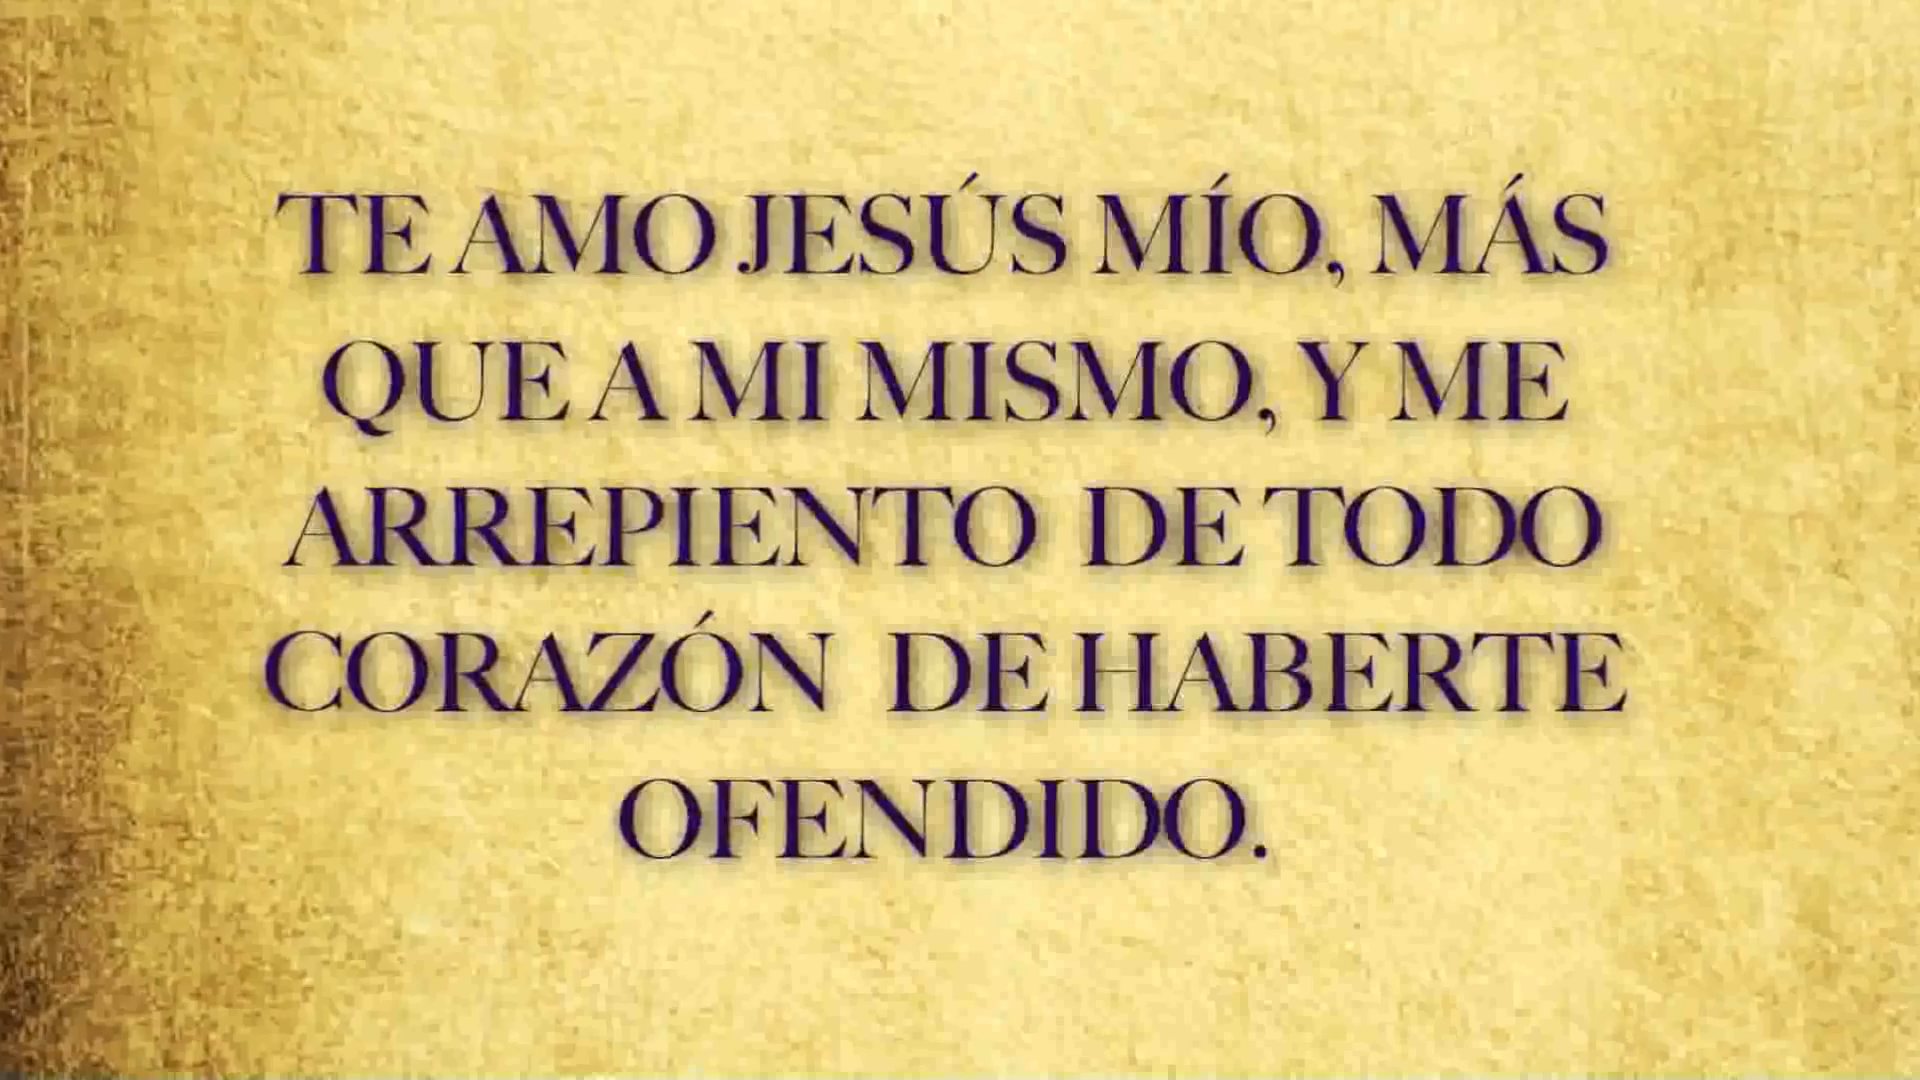 TE AMO JESÚS MÍO, MÁS
QUE A MI MISMO, Y ME
ARREPIENTO DE TODO
CORAZÓN DE HABERTE
OFENDIDO.